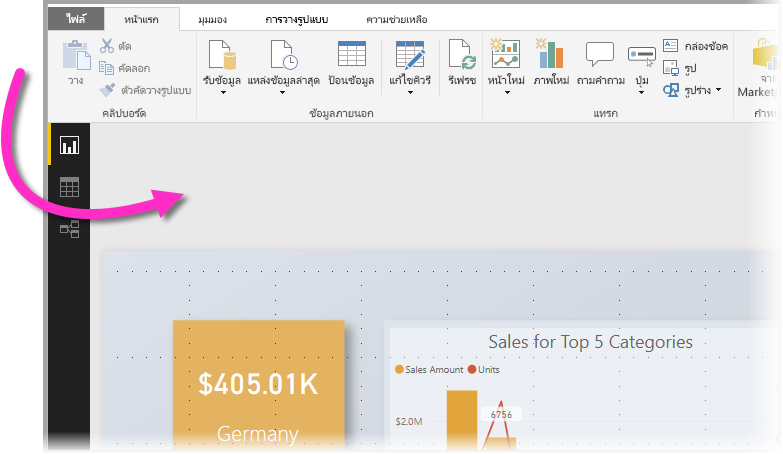 ไฟล์ หน้าแรก มุมมอง การวางรูปแบบ ความช่วยเหลือ
วาง
ตัด
คัดลอก
ตัวคัดวางรูปแบบ
คลิปบอร์ด
รับข้อมูล
แหล่งข้อมูลล่าสุด
ป้อนข้อมูล
แก้ไขคิวรี
รีเฟรช
ข้อมูลภายนอก
หน้าใหม่
ภาพใหม่
ถามคำถาม
ปุ่ม
กล่องข้อค
รูป
รูปร่าง
แทรก
จาก
Marketp
กำหน
$405.01K
Germany
Sales for Top 5 Categories
Sales Amount Units
$2.0M
6756